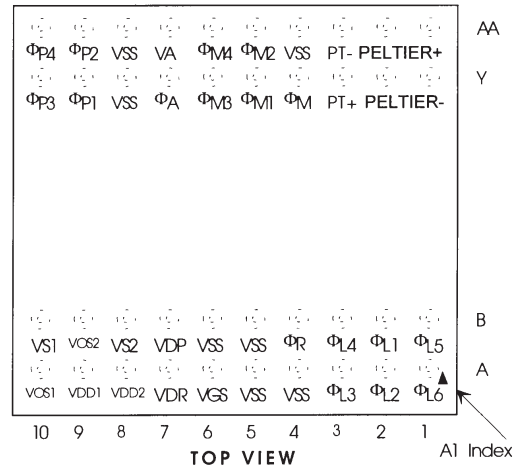 ΦP4 ΦP2 VSS VA ΦM4 ΦM2 VSS PT- PELTIER+ AA
ΦP3 ΦP1 VSS ΦA ΦM3 ΦM1 ΦM PT+ PELTIER- Y
VS1 VOS2 VS2 VDP VSS VSS ΦR ΦL4 ΦL1 ΦL5 B
VOS1 VDD1 VDD2 VDR VGS VSS VSS ΦL3 ΦL2 ΦL6 A
10 9 8 7 6 5 4 3 2 1
A1 Index
TOP VIEW